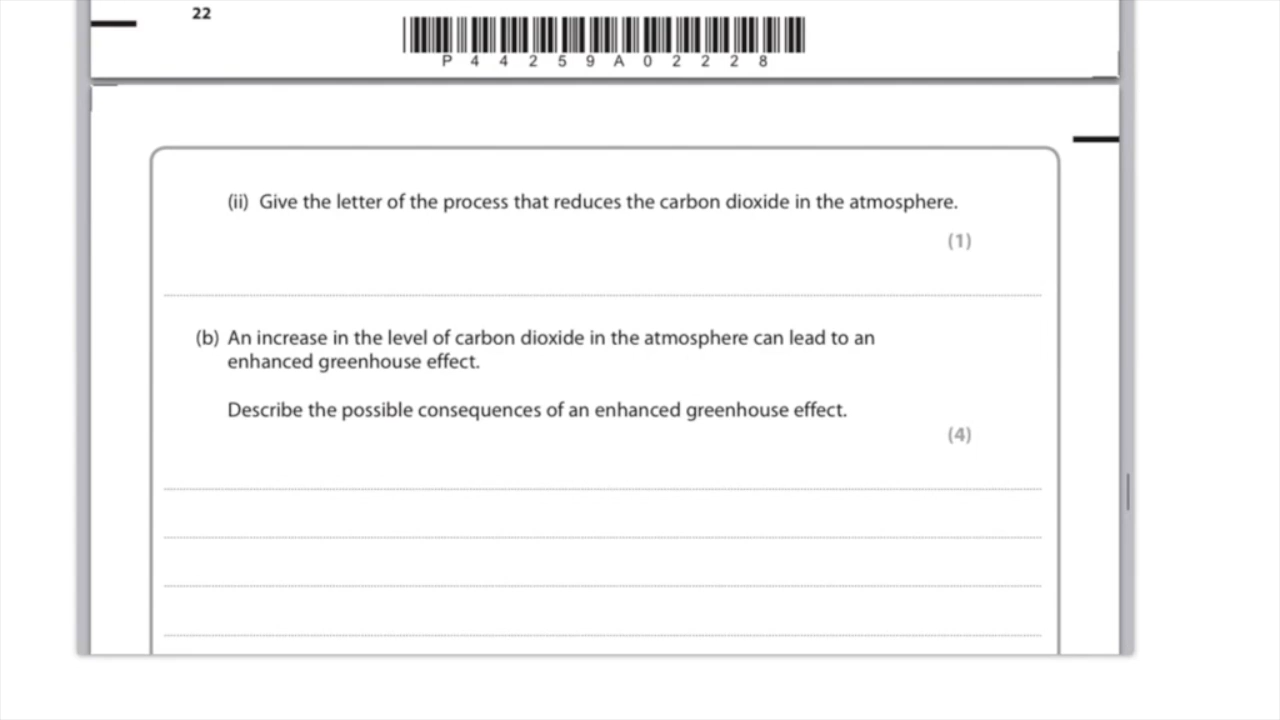 22
P 4 4 2 5 9 A 0 2 2 2 8
(ii) Give the letter of the process that reduces the carbon dioxide in the atmosphere.
(1)
(b) An increase in the level of carbon dioxide in the atmosphere can lead to an
enhanced greenhouse effect.
Describe the possible consequences of an enhanced greenhouse effect.
(4)